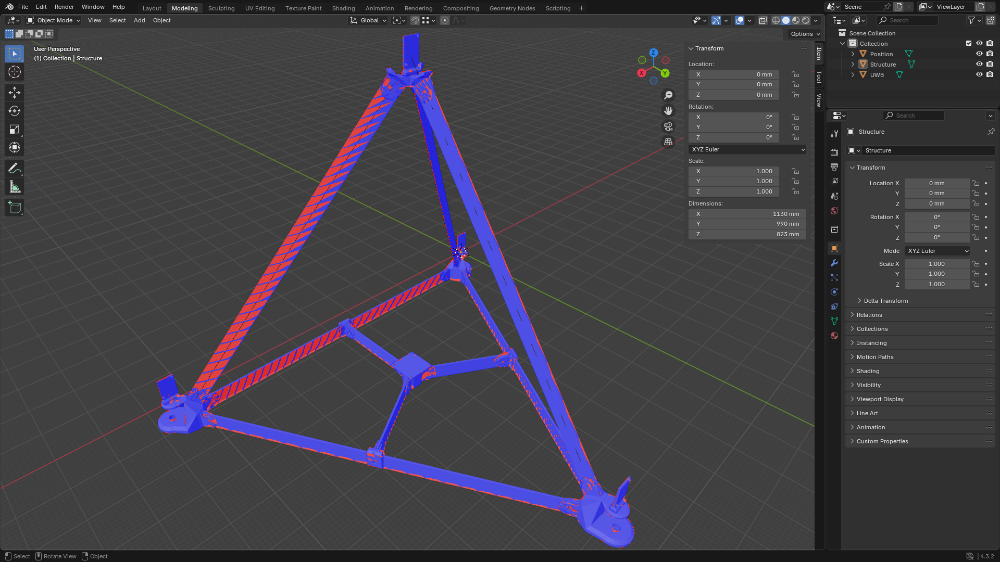 File Edit Render Window Help Layout Modeling Sculpting UV Editing Texture Paint Shading Animation Rendering Compositing Geometry Nodes Scripting + Scene ViewLayer
Object Mode View Select Add Object Global Search
Options
User Perspective
(1) Collection | Structure
Z
X
Y
Transform
Location:
X 0 mm
Y 0 mm
Z 0 mm
Rotation:
X 0°
Y 0°
Z 0°
XYZ Euler
Scale:
X 1.000
Y 1.000
Z 1.000
Dimensions:
X 1130 mm
Y 990 mm
Z 823 mm
Item
Tool
View
Scene Collection
Collection
Position
Structure
UWB
Search
Structure
Structure
Transform
Location X 0 mm
Y 0 mm
Z 0 mm
Rotation X 0°
Y 0°
Z 0°
Mode XYZ Euler
Scale X 1.000
Y 1.000
Z 1.000
Delta Transform
Relations
Collections
Instancing
Motion Paths
Shading
Visibility
Viewport Display
Line Art
Animation
Custom Properties
Select Rotate View Object 4.3.2